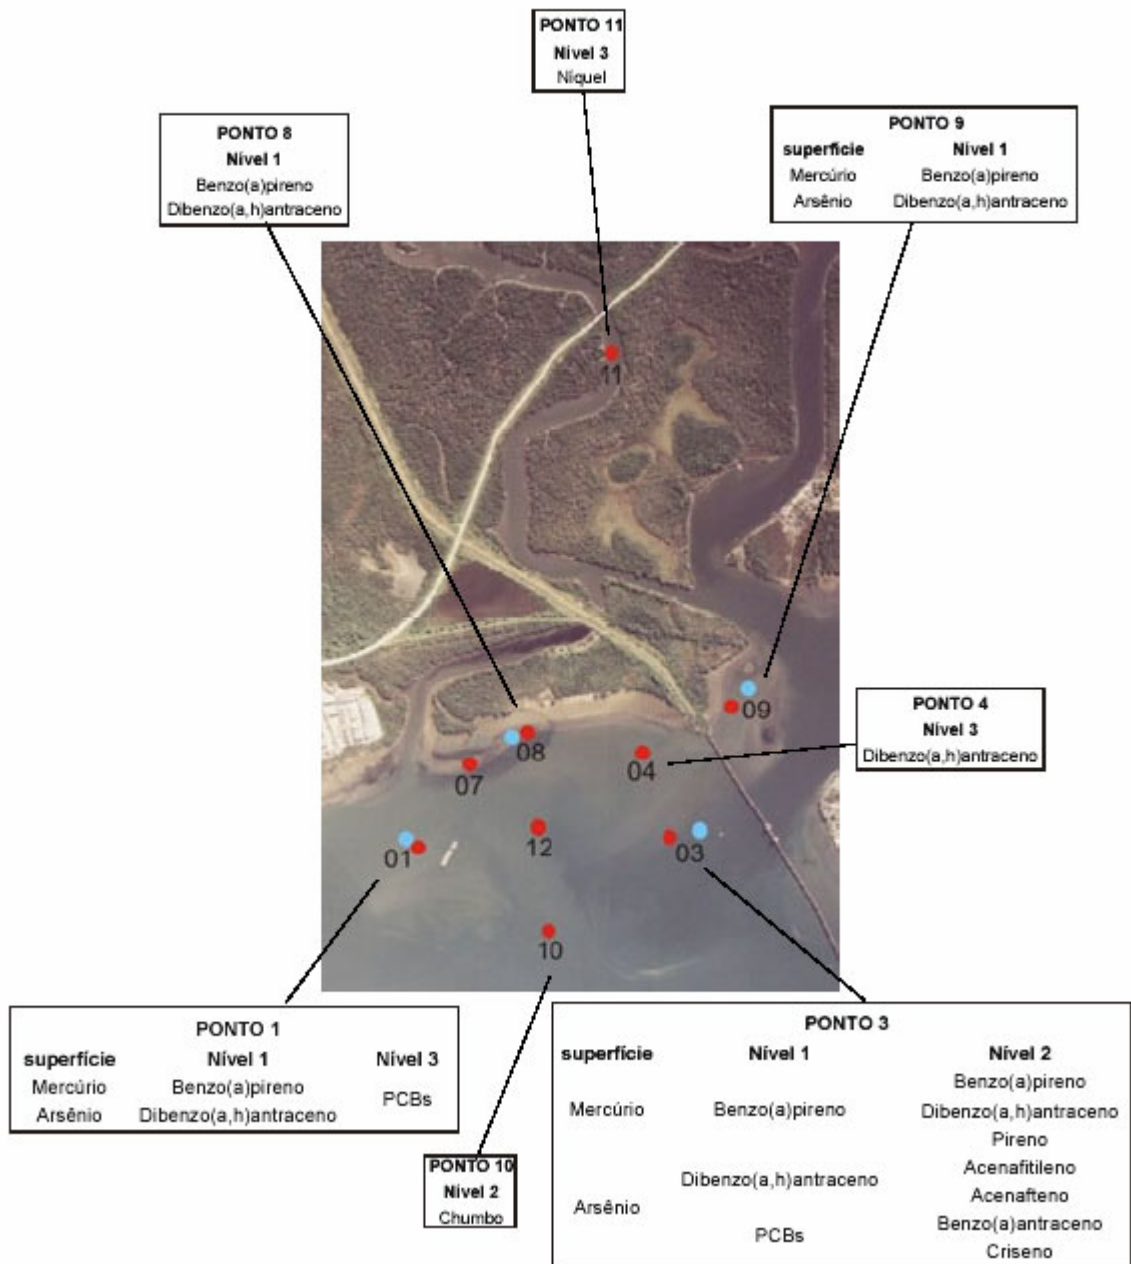 PONTO 11
Nível 3
Níquel
PONTO 8
Nível 1
Benzo(a)pireno
Dibenzo(a,h)antraceno
PONTO 9
superfície Nível 1
Mercúrio Benzo(a)pireno
Arsênio Dibenzo(a,h)antraceno
11
09
PONTO 4
Nível 3
Dibenzo(a,h)antraceno
08
04
07
12
03
01
10
PONTO 1
superfície Nível 1 Nível 3
Mercúrio Benzo(a)pireno
PCBs
Arsênio Dibenzo(a,h)antraceno
PONTO 10
Nível 2
Chumbo
PONTO 3
superfície Nível 1 Nível 2
Benzo(a)pireno
Mercúrio Benzo(a)pireno Dibenzo(a,h)antraceno
Pireno
Acenafitileno
Dibenzo(a,h)antraceno
Acenafteno
Arsênio
Benzo(a)antraceno
PCBs
Criseno